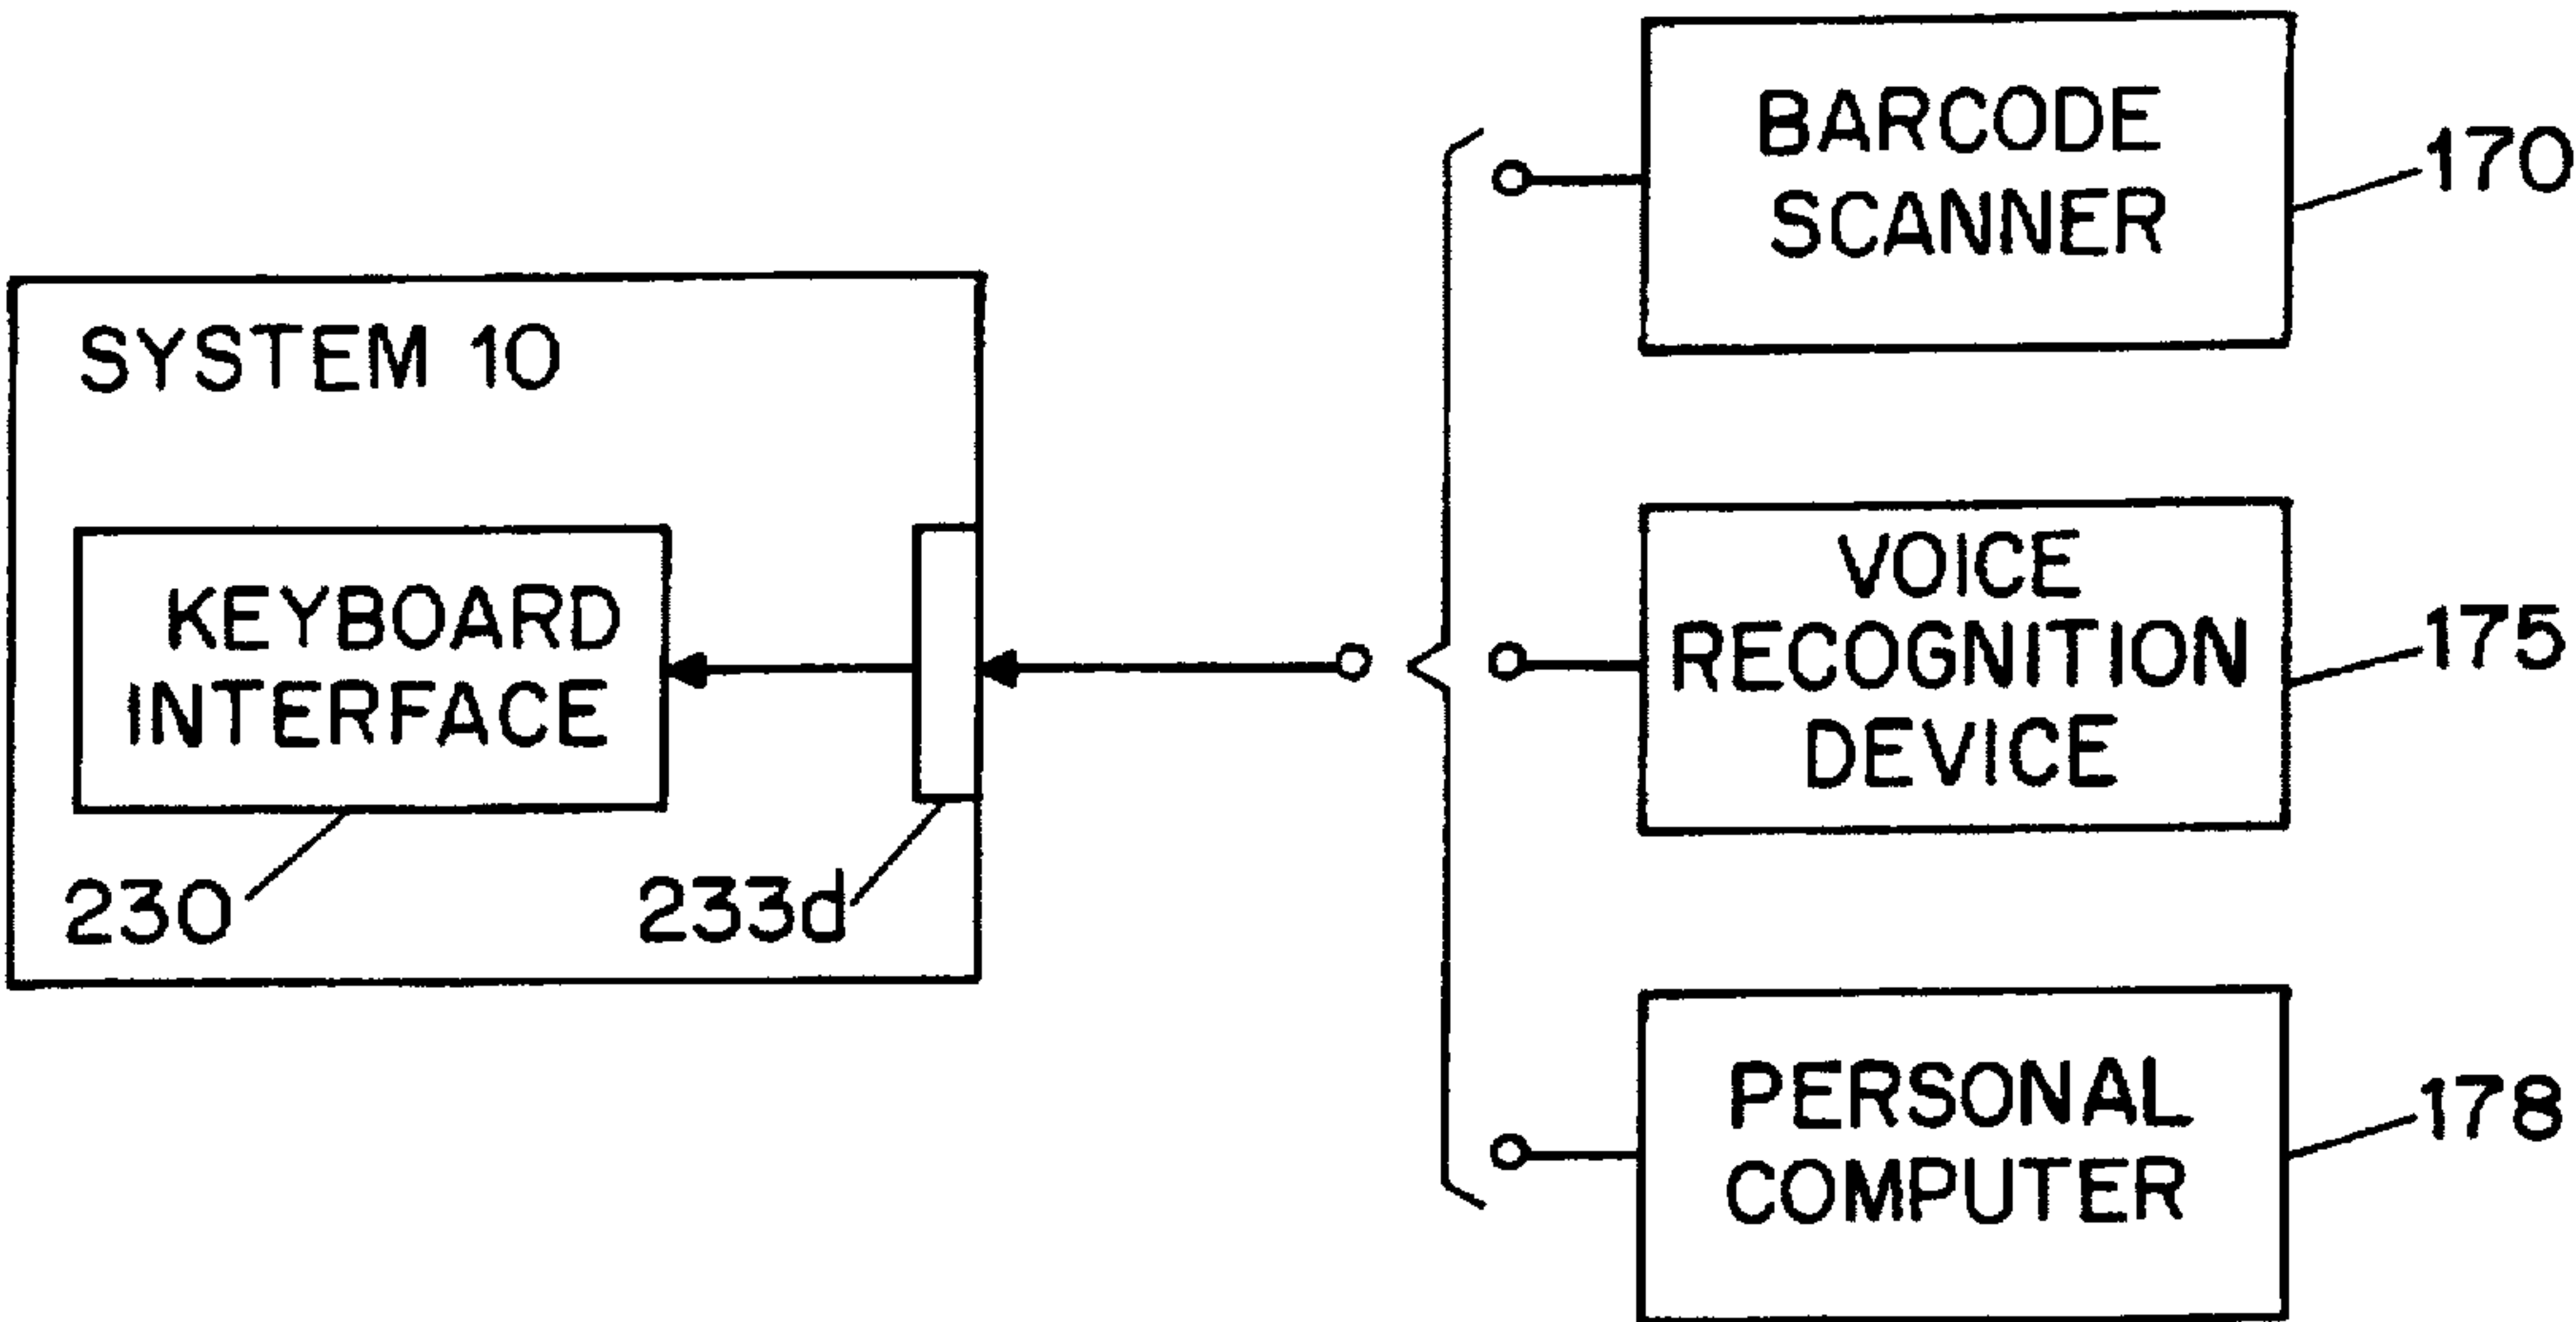 SYSTEM 10
KEYBOARD
INTERFACE
230
233d
BARCODE
SCANNER
170
VOICE
RECOGNITION
DEVICE
175
PERSONAL
COMPUTER
178